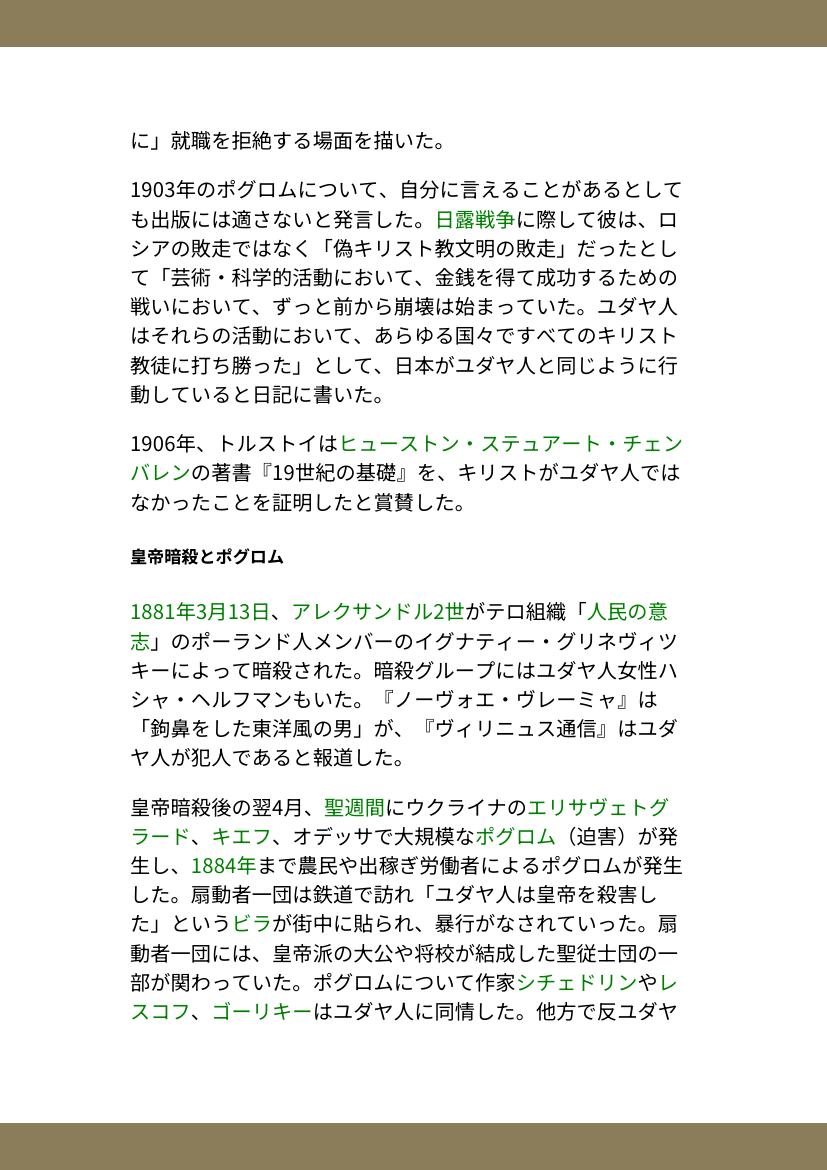 に」就職を拒絶する場面を描いた。
1903年のポグロムについて、自分に言えることがあるとして
も出版には適さないと発言した。日露戦争に際して彼は、ロ
シアの敗走ではなく「偽キリスト教文明の敗走」だったとし
て「芸術・科学的活動において、金銭を得て成功するための
戦いにおいて、ずっと前から崩壊は始まっていた。ユダヤ人
はそれらの活動において、あらゆる国々ですべてのキリスト
教徒に打ち勝った」として、日本がユダヤ人と同じように行
動していると日記に書いた。
1906年、トルストイはヒューストン・ステュアート・チェン
バレンの著書『19世紀の基礎』を、キリストがユダヤ人では
なかったことを証明したと賞賛した。
皇帝暗殺とポグロム
1881年3月13日、アレクサンドル2世がテロ組織「人民の意
志」のポーランド人メンバーのイグナティー・グリネヴィツ
キーによって暗殺された。暗殺グループにはユダヤ人女性ハ
シャ・ヘルフマンもいた。『ノーヴォエ・ヴレーミャ』は
「鉤鼻をした東洋風の男」が、『ヴィリニュス通信』はユダ
ヤ人が犯人であると報道した。
皇帝暗殺後の翌4月、聖週間にウクライナのエリサヴェトグ
ラード、キエフ、オデッサで大規模なポグロム（迫害）が発
生し、1884年まで農民や出稼ぎ労働者によるポグロムが発生
した。扇動者一団は鉄道で訪れ「ユダヤ人は皇帝を殺害し
た」というビラが街中に貼られ、暴行がなされていった。扇
動者一団には、皇帝派の大公や将校が結成した聖従士団の一
部が関わっていた。ポグロムについて作家シチェドリンやレ
スコフ、ゴーリキーはユダヤ人に同情した。他方で反ユダヤ